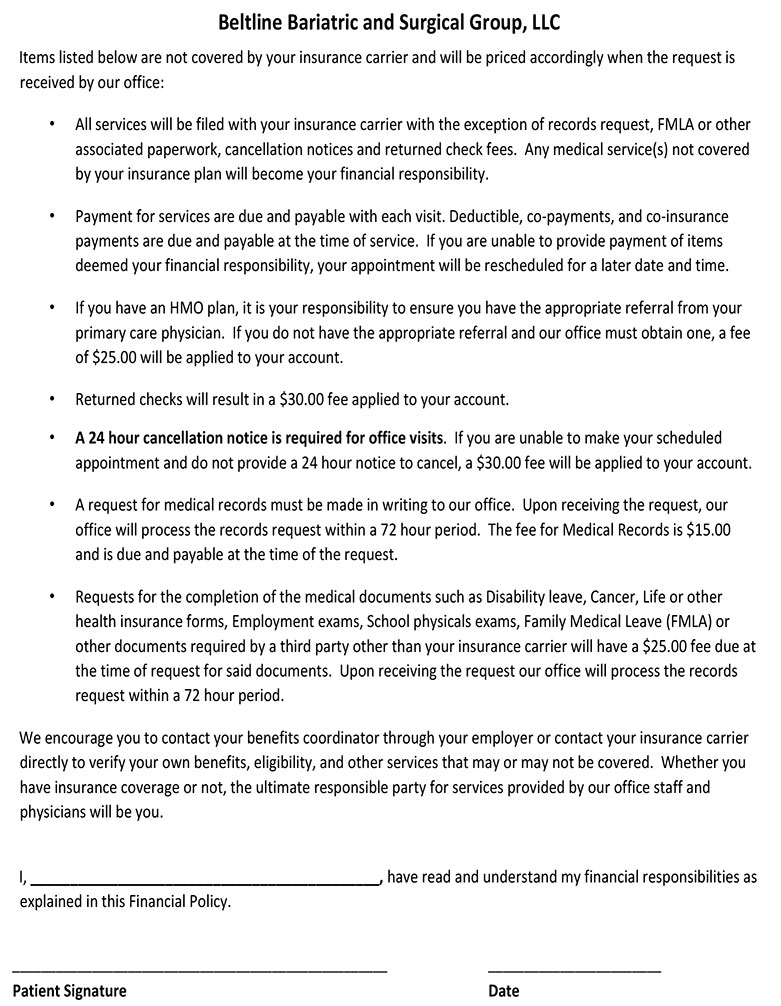 Beltline Bariatric and Surgical Group, LLC
Items listed below are not covered by your insurance carrier and will be priced accordingly when the request is
received by our office:
• All services will be filed with your insurance carrier with the exception of records request, FMLA or other
associated paperwork, cancellation notices and returned check fees. Any medical service(s) not covered
by your insurance plan will become your financial responsibility.
• Payment for services are due and payable with each visit. Deductible, co-payments, and co-insurance
payments are due and payable at the time of service. If you are unable to provide payment of items
deemed your financial responsibility, your appointment will be rescheduled for a later date and time.
• If you have an HMO plan, it is your responsibility to ensure you have the appropriate referral from your
primary care physician. If you do not have the appropriate referral and our office must obtain one, a fee
of $25.00 will be applied to your account.
• Returned checks will result in a $30.00 fee applied to your account.
• A 24 hour cancellation notice is required for office visits. If you are unable to make your scheduled
appointment and do not provide a 24 hour notice to cancel, a $30.00 fee will be applied to your account.
• A request for medical records must be made in writing to our office. Upon receiving the request, our
office will process the records request within a 72 hour period. The fee for Medical Records is $15.00
and is due and payable at the time of the request.
• Requests for the completion of the medical documents such as Disability leave, Cancer, Life or other
health insurance forms, Employment exams, School physicals exams, Family Medical Leave (FMLA) or
other documents required by a third party other than your insurance carrier will have a $25.00 fee due at
the time of request for said documents. Upon receiving the request our office will process the records
request within a 72 hour period.
We encourage you to contact your benefits coordinator through your employer or contact your insurance carrier
directly to verify your own benefits, eligibility, and other services that may or may not be covered. Whether you
have insurance coverage or not, the ultimate responsible party for services provided by our office staff and
physicians will be you.
I, ________________________________________, have read and understand my financial responsibilities as
explained in this Financial Policy.
Patient Signature
Date